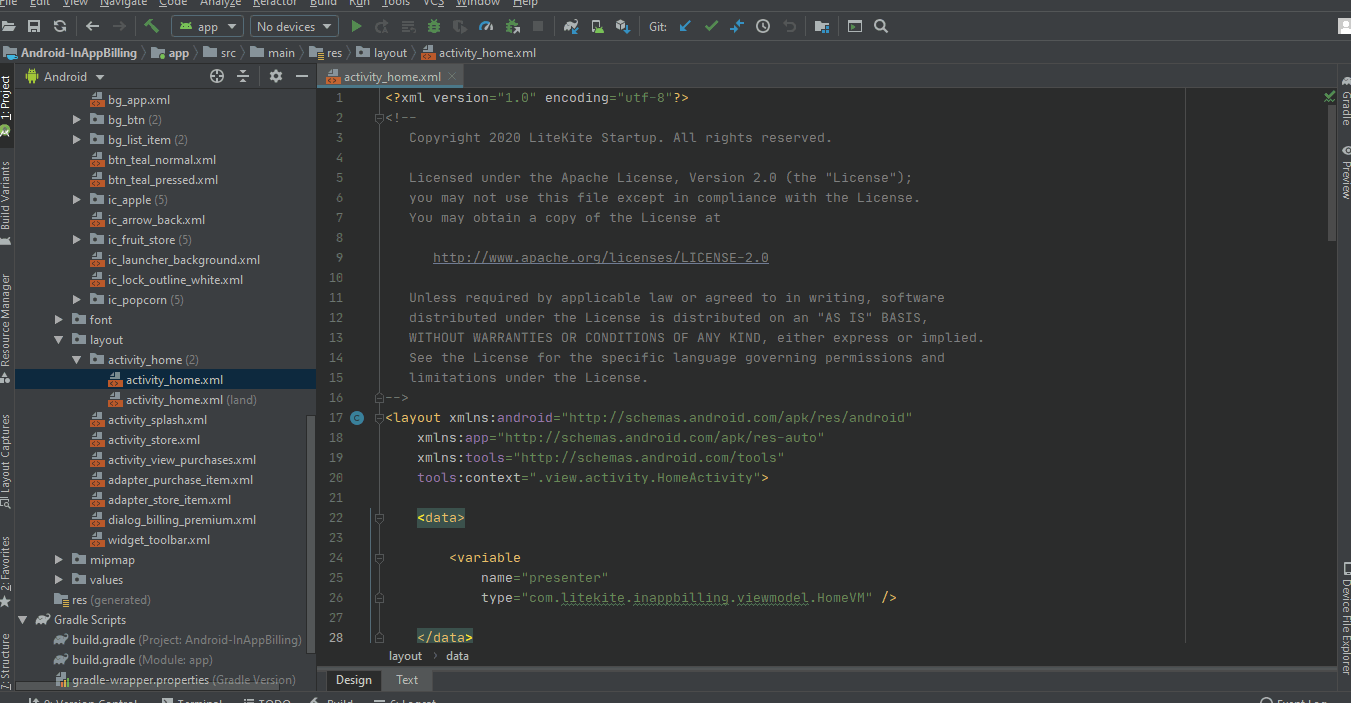 File Edit View Navigate Code Analyze Refactor Build Run Tools VCS Window Help
app No devices Git:
Android-InAppBilling app src main res layout activity_home.xml
Android activity_home.xml
1: Project
Build Variants
Resource Manager
Layout Captures
2: Favorites
7: Structure
bg_app.xml
bg_btn (2)
bg_list_item (2)
btn_teal_normal.xml
btn_teal_pressed.xml
ic_apple (5)
ic_arrow_back.xml
ic_fruit_store (5)
ic_launcher_background.xml
ic_lock_outline_white.xml
ic_popcorn (5)
font
layout
activity_home (2)
activity_home.xml
activity_home.xml (land)
activity_splash.xml
activity_store.xml
activity_view_purchases.xml
adapter_purchase_item.xml
adapter_store_item.xml
dialog_billing_premium.xml
widget_toolbar.xml
mipmap
values
res (generated)
Gradle Scripts
build.gradle (Project: Android-InAppBilling)
build.gradle (Module: app)
gradle-wrapper.properties (Gradle Version)
1 <?xml version="1.0" encoding="utf-8"?>
2 <!--
3 Copyright 2020 LiteKite Startup. All rights reserved.
4
5 Licensed under the Apache License, Version 2.0 (the "License");
6 you may not use this file except in compliance with the License.
7 You may obtain a copy of the License at
8
9 http://www.apache.org/licenses/LICENSE-2.0
10
11 Unless required by applicable law or agreed to in writing, software
12 distributed under the License is distributed on an "AS IS" BASIS,
13 WITHOUT WARRANTIES OR CONDITIONS OF ANY KIND, either express or implied.
14 See the License for the specific language governing permissions and
15 limitations under the License.
16 -->
17 <layout xmlns:android="http://schemas.android.com/apk/res/android"
18 xmlns:app="http://schemas.android.com/apk/res-auto"
19 xmlns:tools="http://schemas.android.com/tools"
20 tools:context=".view.activity.HomeActivity">
21
22 <data>
23
24 <variable
25 name="presenter"
26 type="com.litekite.inappbilling.viewmodel.HomeVM" />
27
28 </data>
layout data
Design Text
Gradle
Preview
Device File Explorer
9: Version Control Terminal TODO Build 6: Logcat Event Log